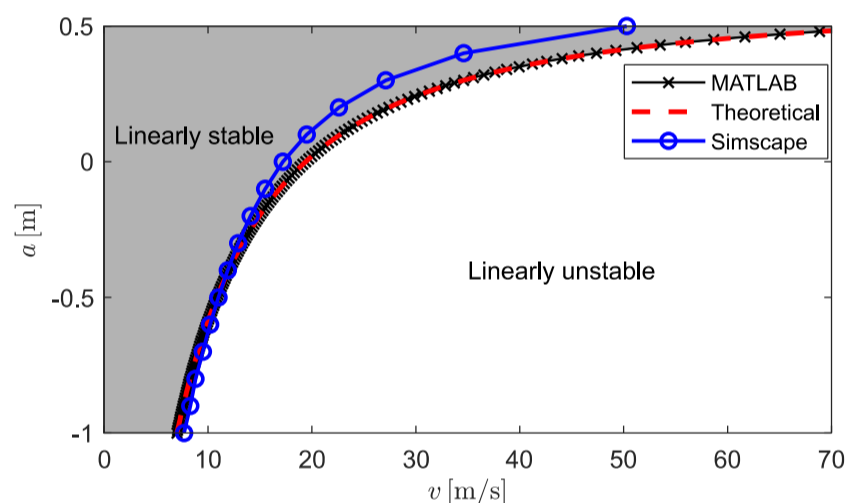 0.5
0
-0.5
-1
a [m]
Linearly stable
Linearly unstable
MATLAB
Theoretical
Simscape
0 10 20 30 40 50 60 70
v [m/s]